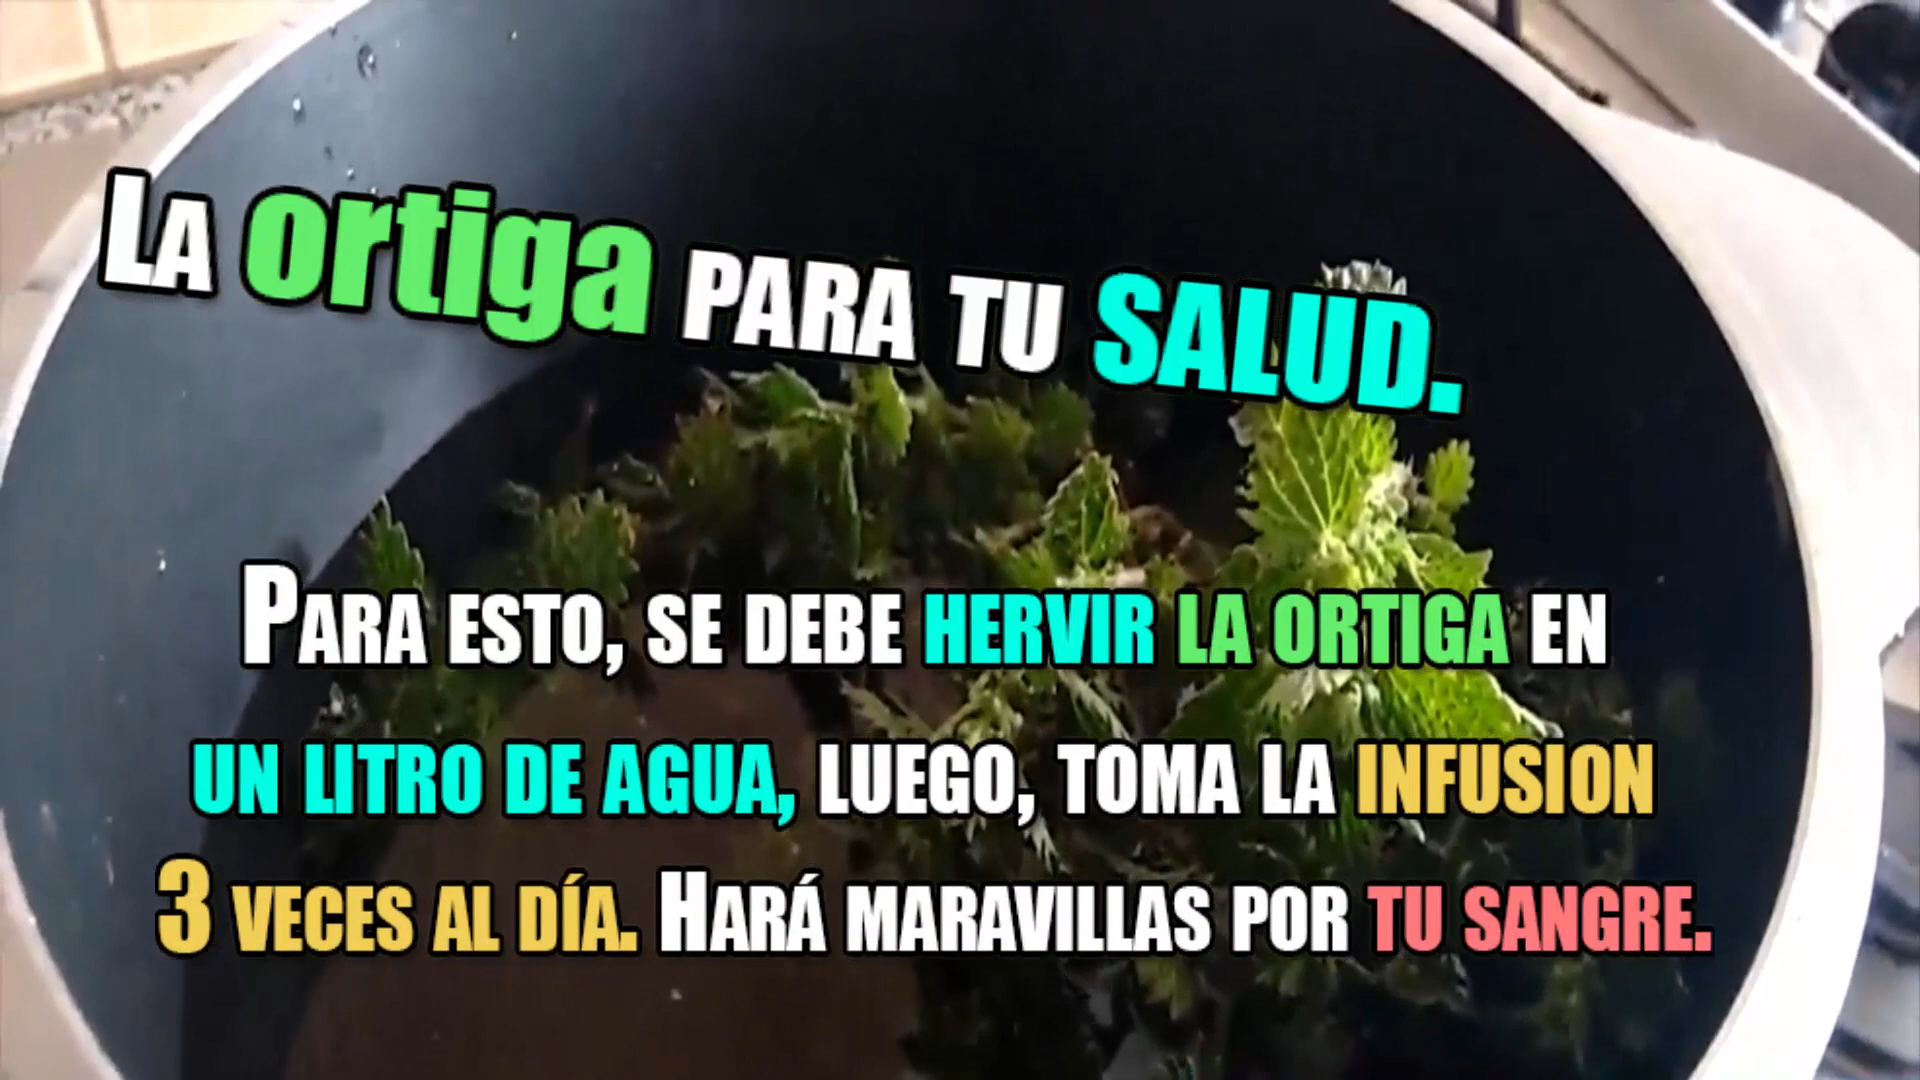 La ortiga PARA TU SALUD.
PARA ESTO, SE DEBE HERVIR LA ORTIGA EN
UN LITRO DE AGUA, LUEGO, TOMA LA INFUSION
3 VECES AL DÍA. HARÁ MARAVILLAS POR TU SANGRE.